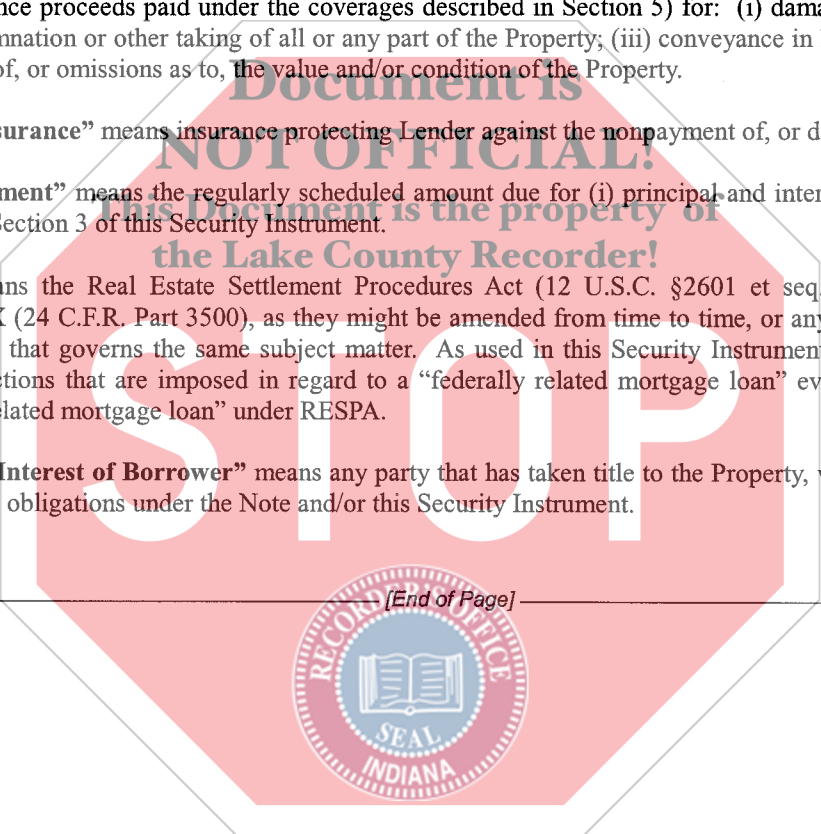 nce proceeds paid under the coverages described in Section 5) for: (i) dama
mnation or other taking of all or any part of the Property; (iii) conveyance in
of, or omissions as to, the value and/or condition of the Property.
Document is
surance” means insurance protecting Lender against the nonpayment of, or d
NOT OFFICIAL!
ment” means the regularly scheduled amount due for (i) principal and inter
This Document is the property of
Section 3 of this Security Instrument.
the Lake County Recorder!
ns the Real Estate Settlement Procedures Act (12 U.S.C. §2601 et seq.
X (24 C.F.R. Part 3500), as they might be amended from time to time, or any
that governs the same subject matter. As used in this Security Instrument
ctions that are imposed in regard to a “federally related mortgage loan” ev
elated mortgage loan” under RESPA.
STOP
Interest of Borrower” means any party that has taken title to the Property,
obligations under the Note and/or this Security Instrument.
[End of Page]
RECORDER'S OFFICE
SEAL
INDIANA